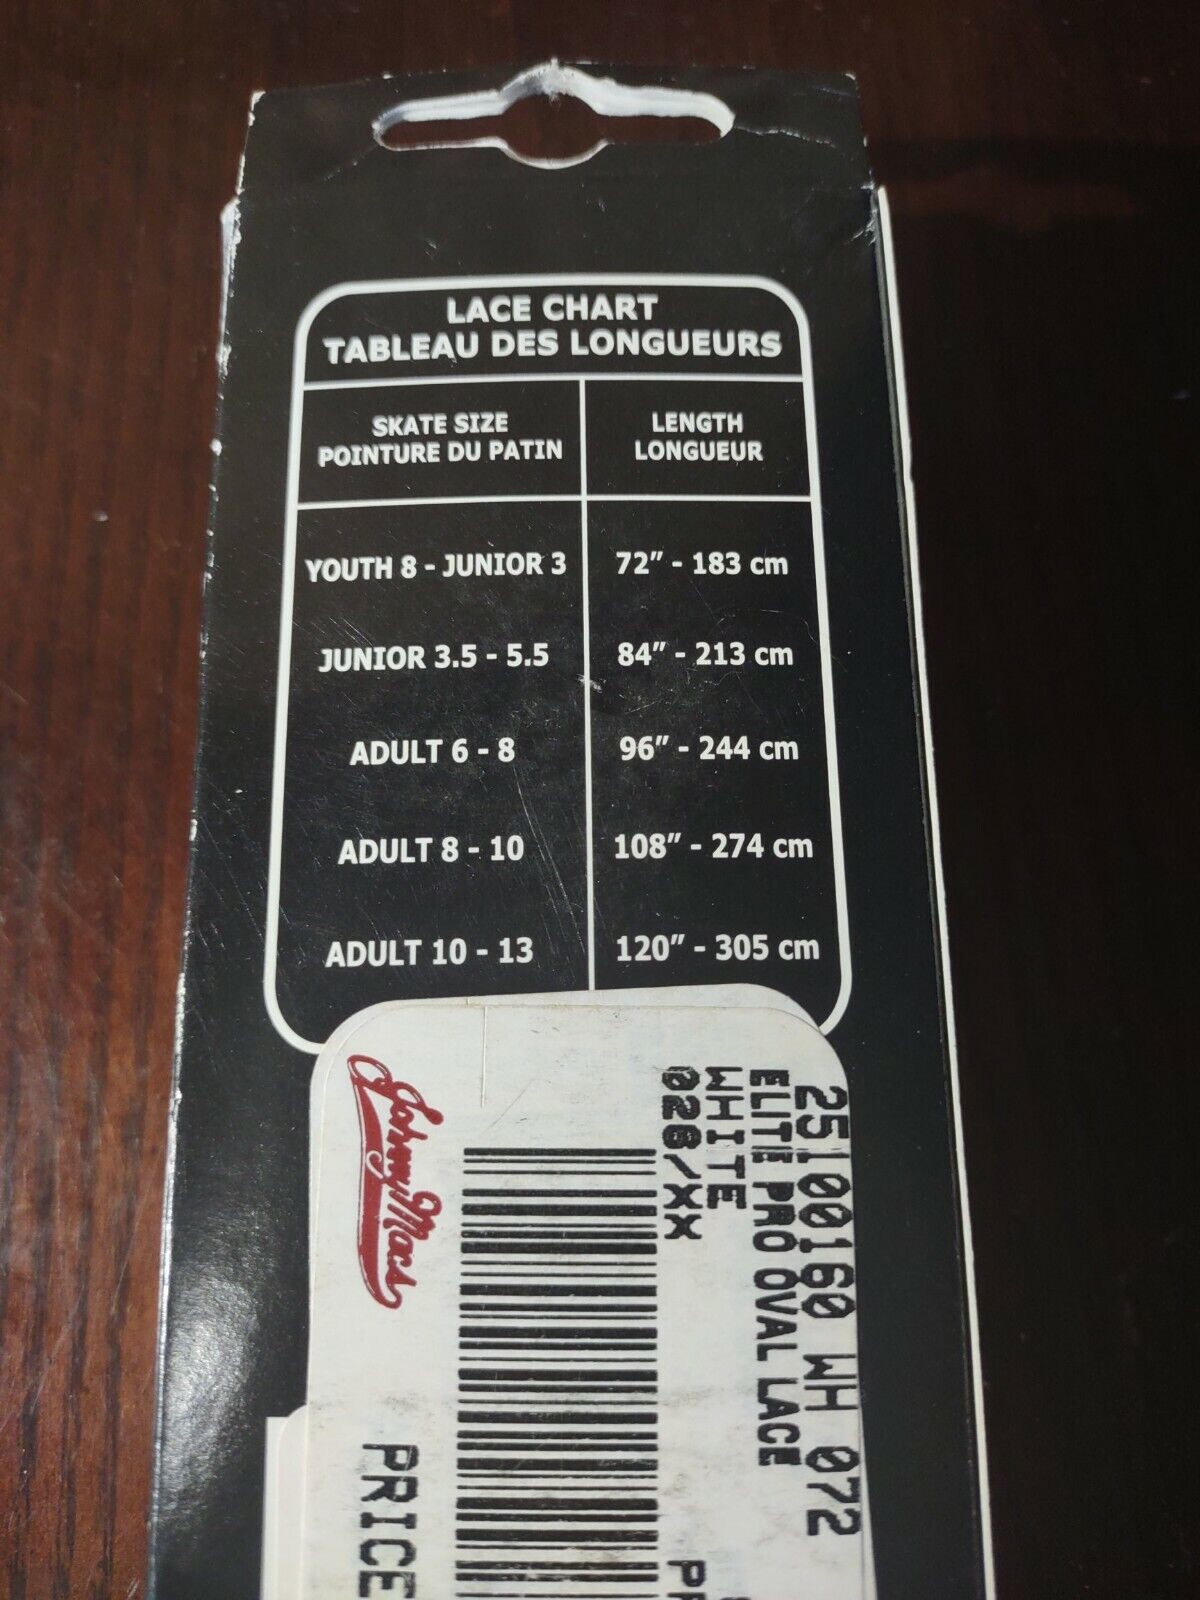 LACE CHART
TABLEAU DES LONGUEURS
SKATE SIZE
POINTURE DU PATIN
LENGTH
LONGUEUR
YOUTH 8 - JUNIOR 3 72" - 183 cm
JUNIOR 3.5 - 5.5 84" - 213 cm
ADULT 6 - 8 96" - 244 cm
ADULT 8 - 10 108" - 274 cm
ADULT 10 - 13 120" - 305 cm
25100160 WH 072
ELITE PRO OVAL LACE
WHITE
028/XX
Johnny Macs
PRICE